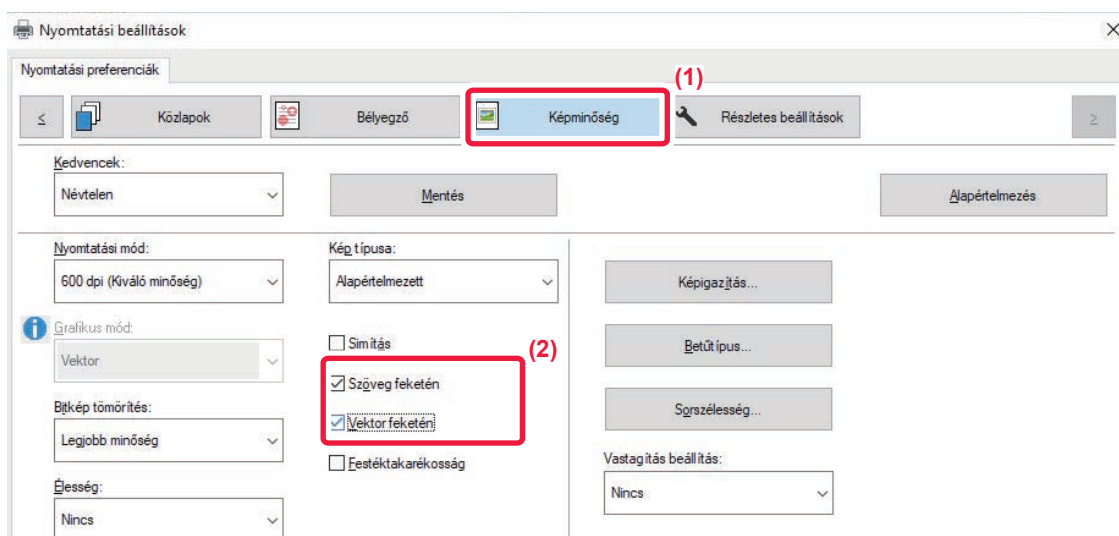 Nyomtatási beállítások
Nyomtatási preferenciák
(1)
<
Közlapok
Bélyegző
Képminőség
Részletes beállítások
>
Kedvencek:
Névtelen
Mentés
Alapértelmezés
Nyomtatási mód:
Kép típusa:
600 dpi (Kiváló minőség)
Alapértelmezett
Képigazítás...
Grafikus mód:
Vektor
Simítás
(2)
Betűtípus...
Szöveg feketén
Bitkép tömörítés:
Vektor feketén
Sorszélesség...
Legjobb minőség
Festéktakarékosság
Vastagítás beállítás:
Élesség:
Nincs
Nincs